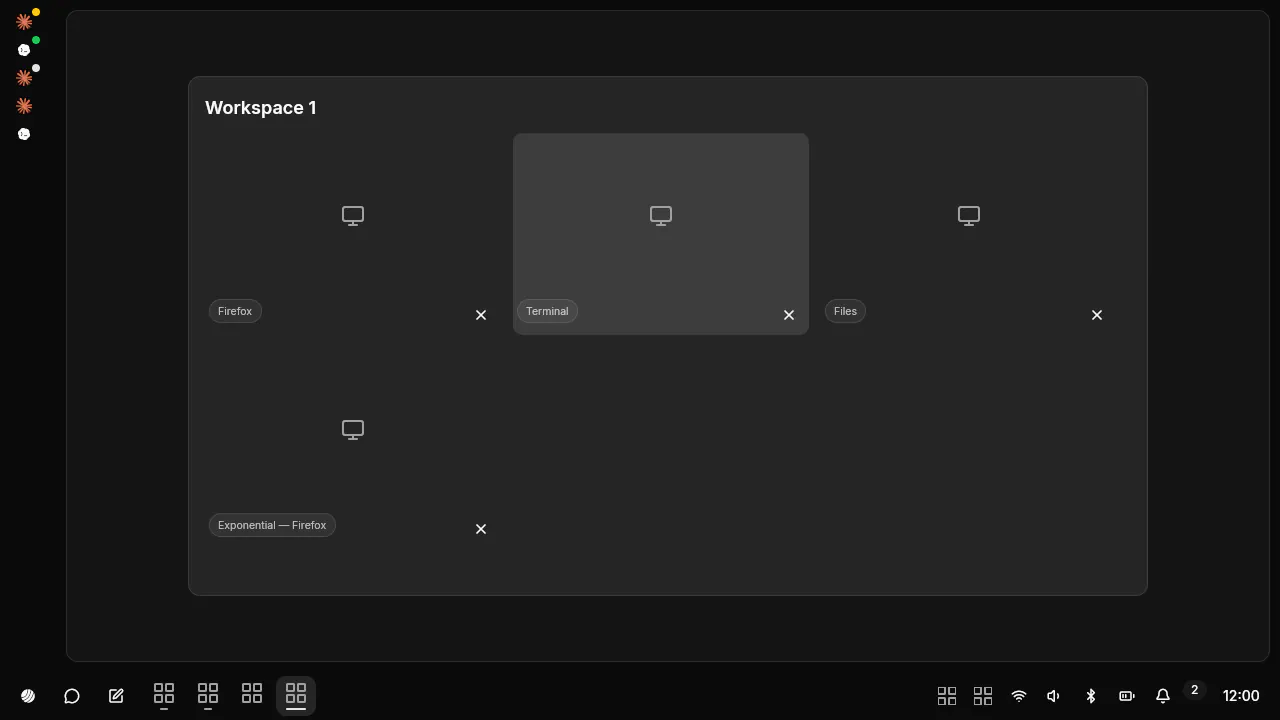 Workspace 1
Firefox
Terminal
Files
Exponential — Firefox
2
12:00